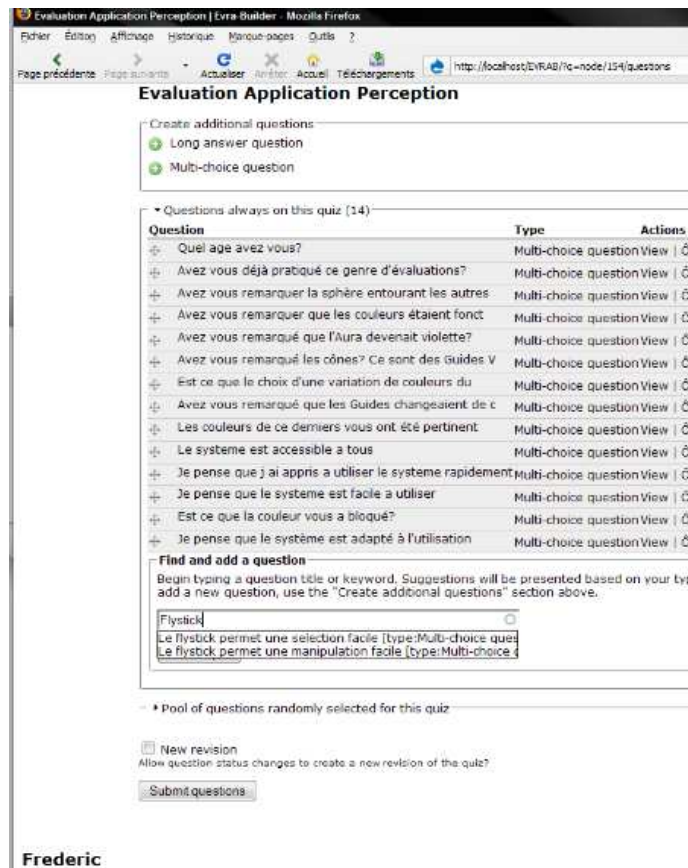 Evaluation Application Perception | Evra-Builder - Mozilla Firefox
Fichier Édition Affichage Historique Marque-pages Outils ?
Page précédente Page suivante Actualiser Arrêter Accueil Téléchargements http://localhost/EVRAB/?q=node/154/questions
Evaluation Application Perception
Create additional questions
Long answer question
Multi-choice question
Questions always on this quiz (14)
Question Type Actions
Quel age avez vous? Multi-choice question View |
Avez vous déjà pratiqué ce genre d'évaluations? Multi-choice question View |
Avez vous remarquer la sphère entourant les autres Multi-choice question View |
Avez vous remarquer que les couleurs étaient fonct Multi-choice question View |
Avez vous remarqué que l'Aura devenait violette? Multi-choice question View |
Avez vous remarqué les cônes? Ce sont des Guides V Multi-choice question View |
Est ce que le choix d'une variation de couleurs du Multi-choice question View |
Avez vous remarqué que les Guides changeaient de c Multi-choice question View |
Les couleurs de ce derniers vous ont été pertinent Multi-choice question View |
Le systeme est accessible a tous Multi-choice question View |
Je pense que j ai appris a utiliser le systeme rapidement Multi-choice question View |
Je pense que le systeme est facile a utiliser Multi-choice question View |
Est ce que la couleur vous a bloqué? Multi-choice question View |
Je pense que le système est adapté à l'utilisation Multi-choice question View |
Find and add a question
Begin typing a question title or keyword. Suggestions will be presented based on your typ
add a new question, use the "Create additional questions" section above.
Flystick
Le flystick permet une selection facile [type:Multi-choice ques
Le flystick permet une manipulation facile [type:Multi-choice
Pool of questions randomly selected for this quiz
New revision
Allow question status changes to create a new revision of the quiz?
Submit questions
Frederic